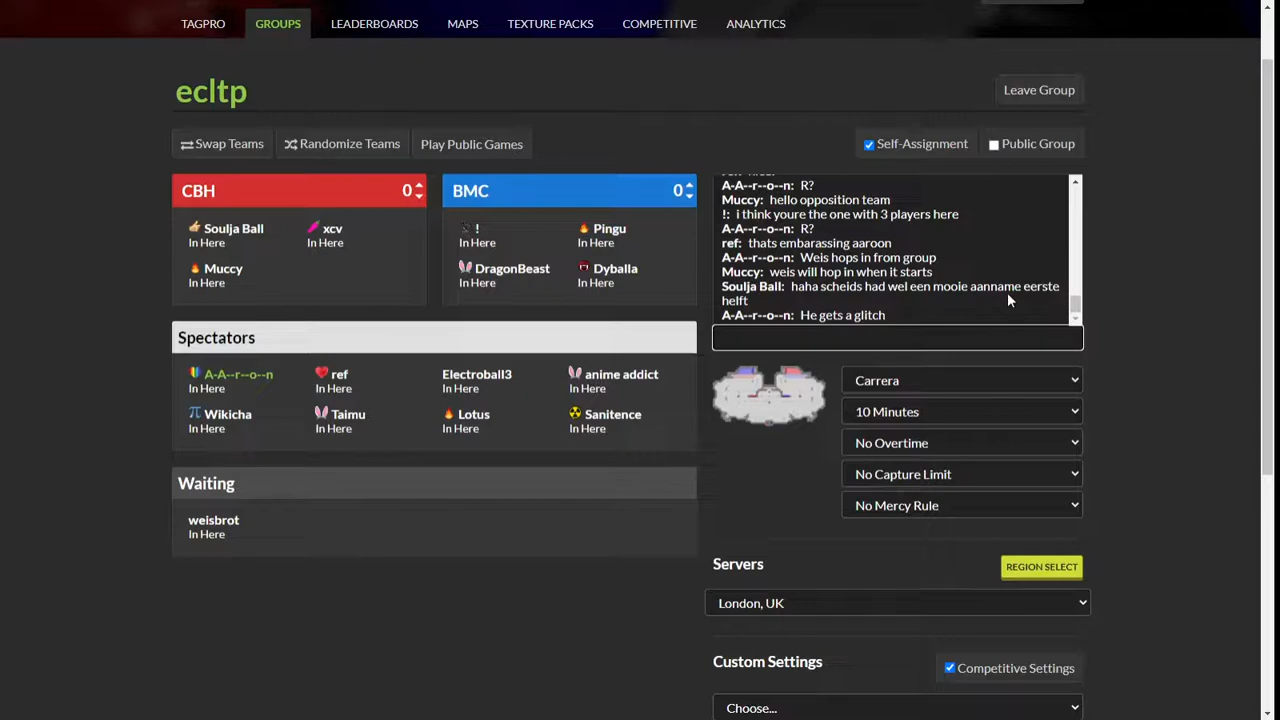 TAGPRO GROUPS LEADERBOARDS MAPS TEXTURE PACKS COMPETITIVE ANALYTICS
ecltp
Leave Group
Swap Teams Randomize Teams Play Public Games
Self-Assignment Public Group
CBH 0
Soulja Ball xcv
In Here In Here
Muccy
In Here
BMC 0
! Pingu
In Here In Here
DragonBeast Dyballa
In Here In Here
Spectators
A-A--r--o--n ref Electroball3 anime addict
In Here In Here In Here In Here
Wikicha Taimu Lotus Sanitence
In Here In Here In Here In Here
Waiting
weisbrot
In Here
A-A--r--o--n: R?
Muccy: hello opposition team
!: i think youre the one with 3 players here
A-A--r--o--n: R?
ref: thats embarassing aaroon
A-A--r--o--n: Weis hops in from group
Muccy: weis will hop in when it starts
Soulja Ball: haha scheids had wel een mooie aanname eerste
helft
A-A--r--o--n: He gets a glitch
Carrera
10 Minutes
No Overtime
No Capture Limit
No Mercy Rule
Servers
REGION SELECT
London, UK
Custom Settings
Competitive Settings
Choose...